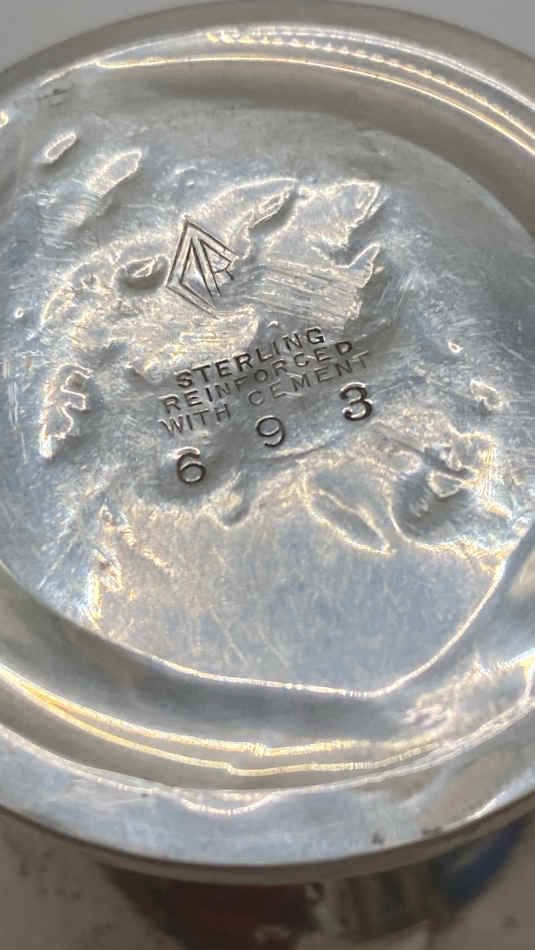 STERLING
REINFORCED
WITH CEMENT
6 9 3